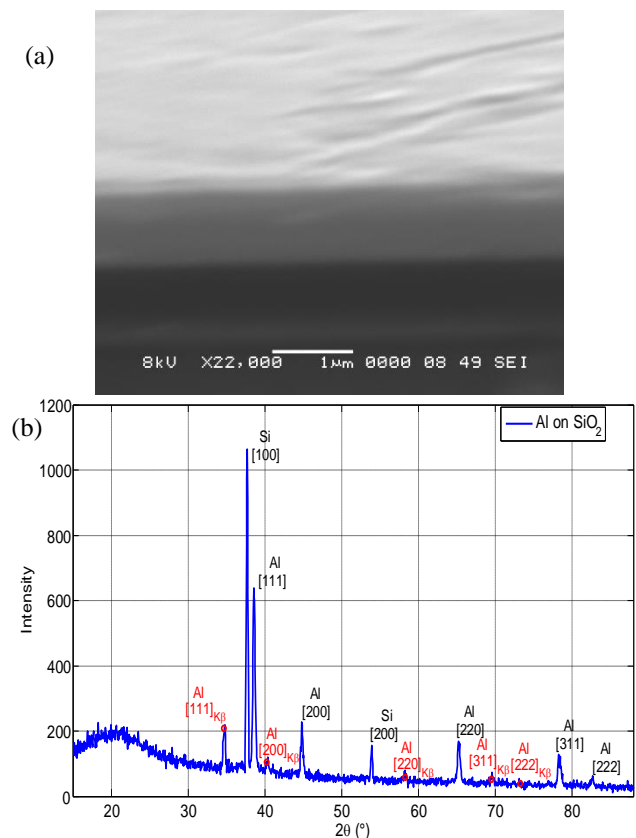 (a)
8kV X22,000 1μm 0000 08 49 SEI
(b)
1200
1000
800
600
400
200
0
Intensity
Al on SiO2
Si
[100]
Al
[111]
Al
[111]Kβ
Al
[200]Kβ
Al
[200]
Si
[200]
Al
[220]Kβ
Al
[220]
Al
[311]Kβ
Al
[222]Kβ
Al
[311]
Al
[222]
20 30 40 50 60 70 80
2θ (°)